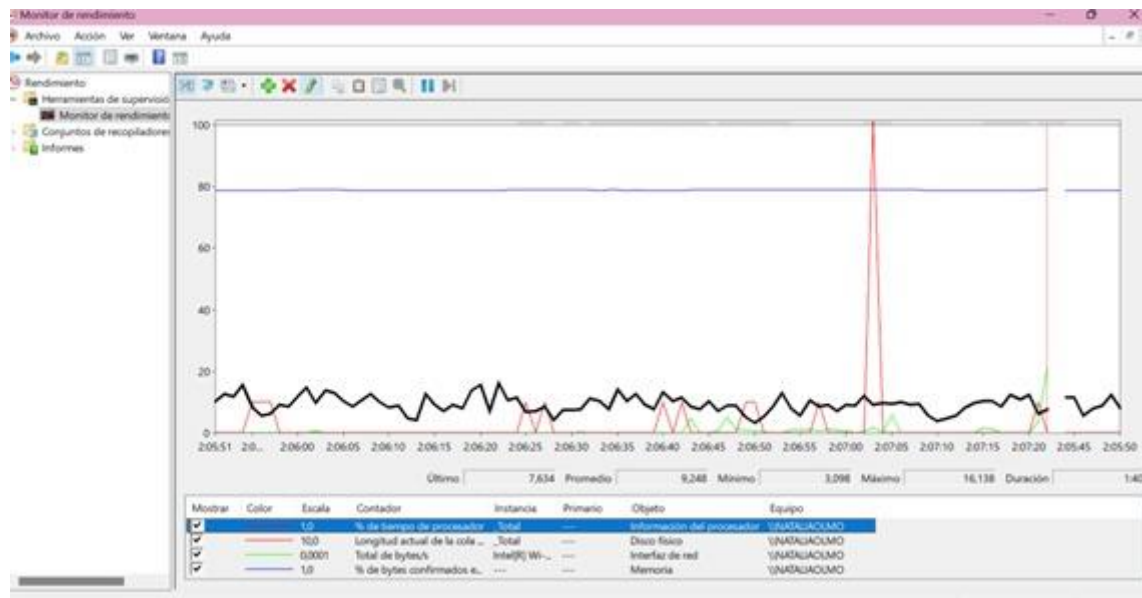 Monitor de rendimiento
Archivo Acción Ver Ventana Ayuda
Rendimiento
Herramientas de supervisió
Monitor de rendimiento
Conjuntos de recopiladores
Informes
100
80
60
40
20
0
2:05:51 2:0... 2:06:00 2:06:05 2:06:10 2:06:15 2:06:20 2:06:25 2:06:30 2:06:35 2:06:40 2:06:45 2:06:50 2:06:55 2:07:00 2:07:05 2:07:10 2:07:15 2:07:20 2:05:45 2:05:50
Último 7,634 Promedio 9,248 Mínimo 3,098 Máximo 16,138 Duración 1:40
Mostrar Color Escala Contador Instancia Primario Objeto Equipo
1,0 % de tiempo de procesador _Total --- Información del procesador \\NATALIAOLMO
10,0 Longitud actual de la cola ... _Total --- Disco físico \\NATALIAOLMO
0,0001 Total de bytes/s Intel[R] Wi-... --- Interfaz de red \\NATALIAOLMO
1,0 % de bytes confirmados e... --- --- Memoria \\NATALIAOLMO